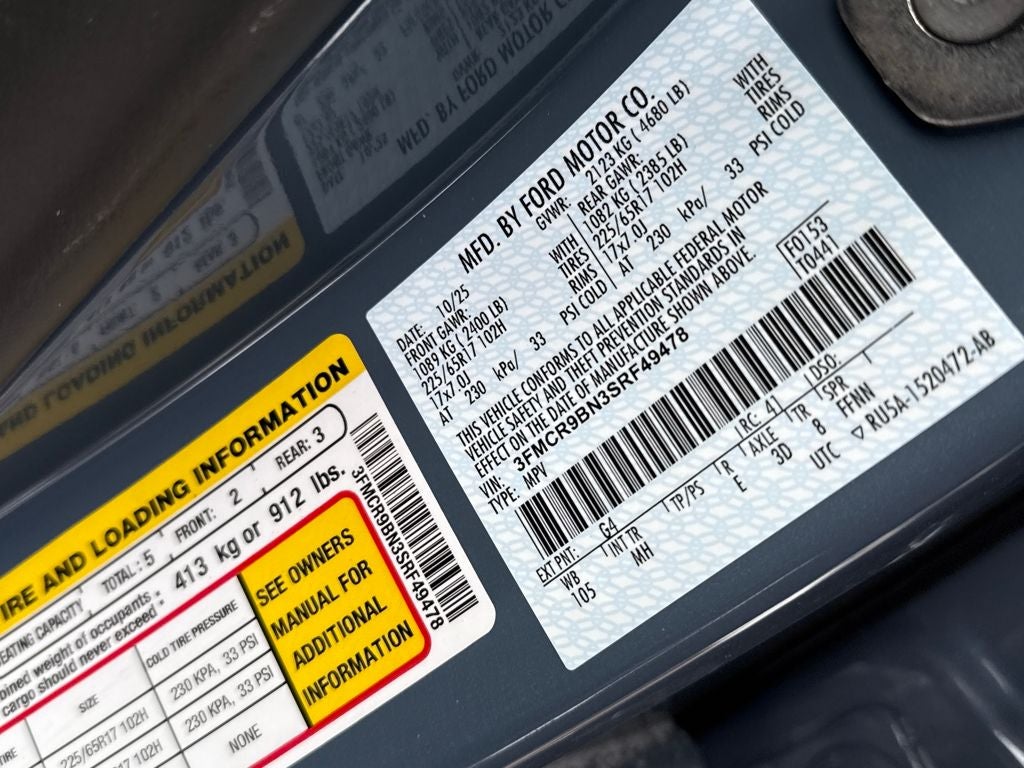 MFD. BY FORD MOTOR CO.
DATE: 10/25
GVWR: 2123 KG ( 4680 LB)
FRONT GAWR:
1089 KG ( 2400 LB)
225/65R17 102H
17x7.0J
AT 230 kPa/ 33
WITH
TIRES
RIMS
PSI COLD
REAR GAWR:
1082 KG ( 2385 LB)
225/65R17 102H
17x7.0J
AT 230 kPa/ 33
WITH
TIRES
RIMS
PSI COLD
THIS VEHICLE CONFORMS TO ALL APPLICABLE FEDERAL MOTOR
VEHICLE SAFETY AND THEFT PREVENTION STANDARDS IN
EFFECT ON THE DATE OF MANUFACTURE SHOWN ABOVE.
VIN: 3FMCR9BN3SRF49478
TYPE: MPV
F0153
T0441
EXT PNT: G4 RC: 41 DSO:
WB INT TR TP/PS R AXLE TR SPR
105 MH E 3D 8 FFNN
UTC
▽ RU5A-1520472-AB
IRE AND LOADING INFORMATION
EATING CAPACITY TOTAL: 5 FRONT: 2 REAR: 3
bined weight of occupants
cargo should never exceed : 413 kg or 912 lbs.
3FMCR9BN3SRF49478
IRE SIZE COLD TIRE PRESSURE
225/65R17 102H 230 KPA, 33 PSI
R17 102H 230 KPA, 33 PSI
NONE
SEE OWNERS
MANUAL FOR
ADDITIONAL
INFORMATION